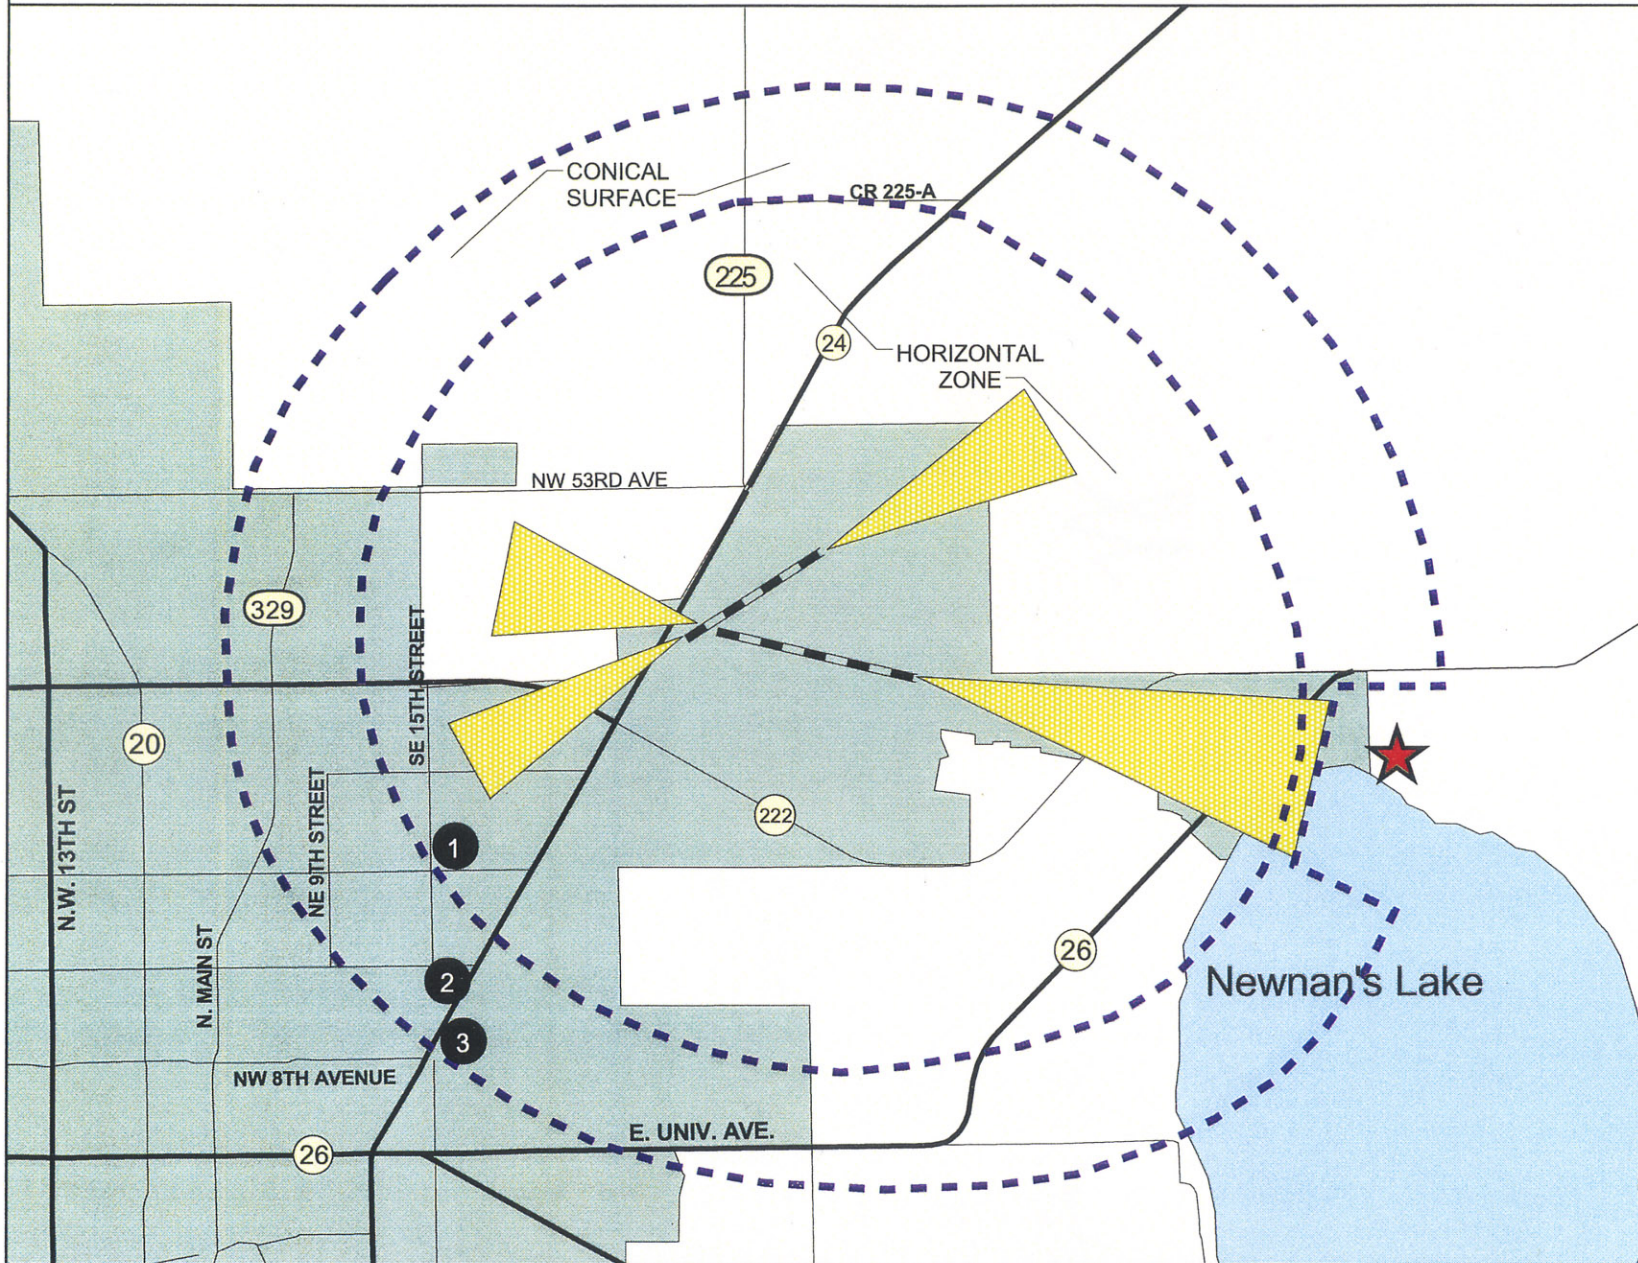 CONICAL
SURFACE
CR 225-A
225
24
HORIZONTAL
ZONE
NW 53RD AVE
329
SE 15TH STREET
20
N.W. 13TH ST
NE 9TH STREET
222
1
N. MAIN ST
26
2
Newnan's Lake
3
NW 8TH AVENUE
E. UNIV. AVE.
26